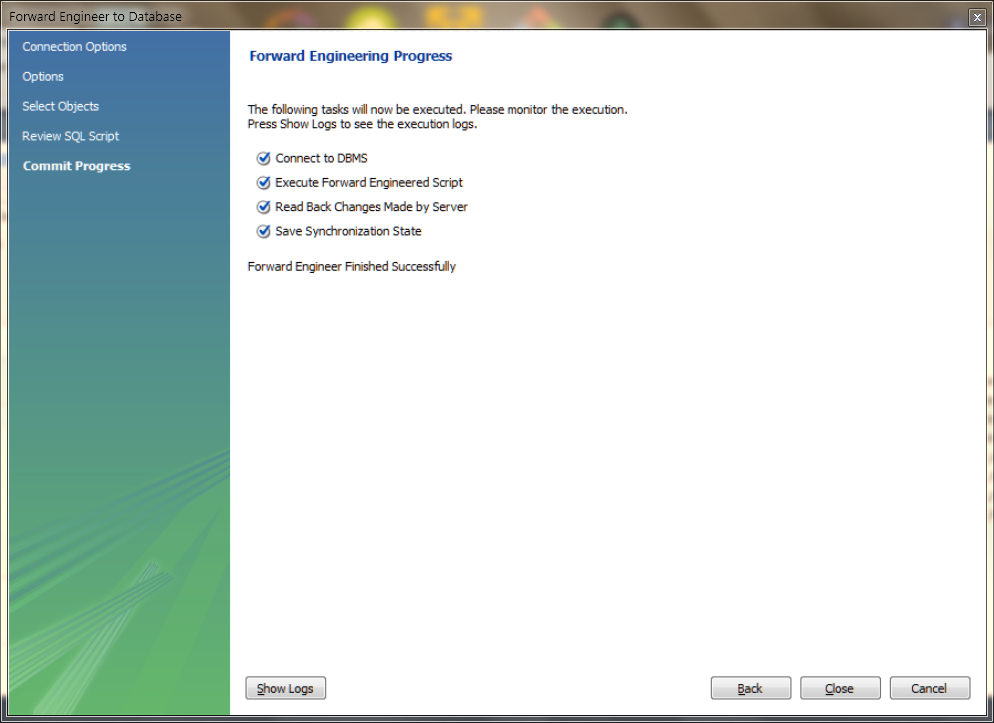 Forward Engineer to Database
Connection Options
Options
Select Objects
Review SQL Script
Commit Progress
Forward Engineering Progress
The following tasks will now be executed. Please monitor the execution.
Press Show Logs to see the execution logs.
Connect to DBMS
Execute Forward Engineered Script
Read Back Changes Made by Server
Save Synchronization State
Forward Engineer Finished Successfully
Show Logs
Back
Close
Cancel